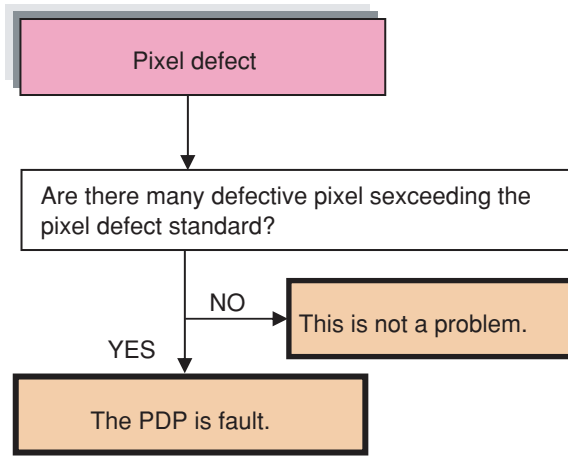 Pixel defect
Are there many defective pixel sexceeding the
pixel defect standard?
NO
This is not a problem.
YES
The PDP is fault.